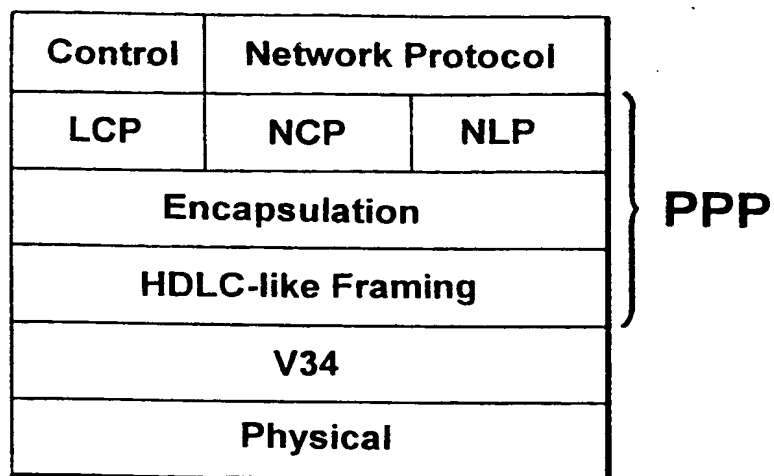 Control Network Protocol
LCP NCP NLP
PPP
Encapsulation
HDLC-like Framing
V34
Physical